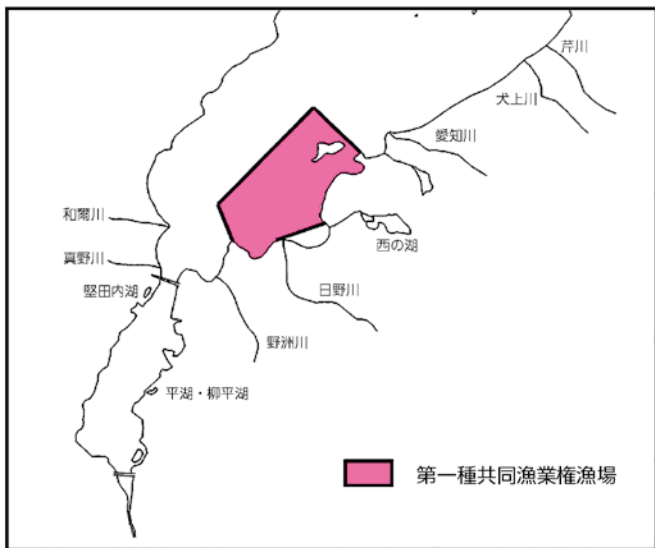 芹川
犬上川
愛知川
和爾川
西の湖
真野川
堅田内湖
日野川
野洲川
平湖・柳平湖
第一種共同漁業権漁場